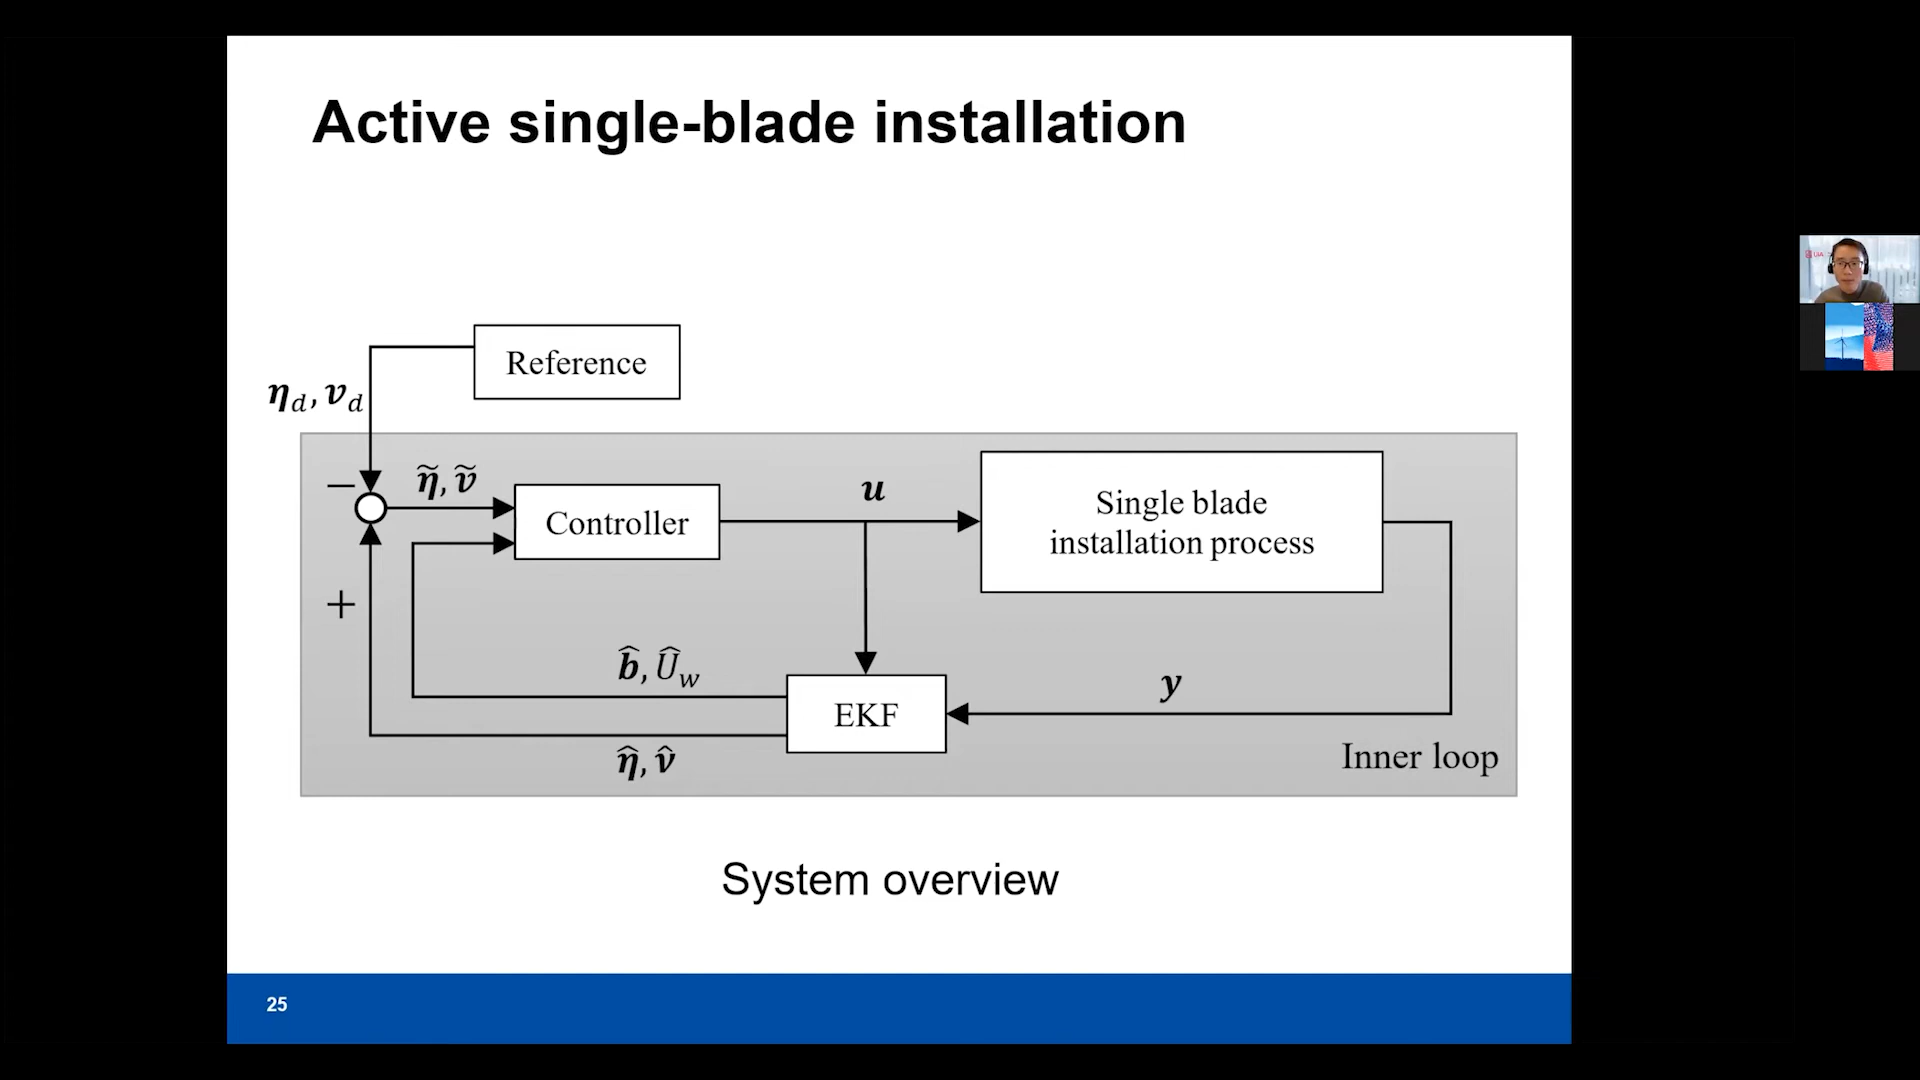 Active single-blade installation
Reference
𝜼_d, 𝒗_d
−
𝜼̃, 𝒗̃
Controller
𝒖
Single blade
installation process
+
𝒃̂, Û_w
EKF
𝒚
𝜼̂, 𝒗̂
Inner loop
System overview
25
UiA